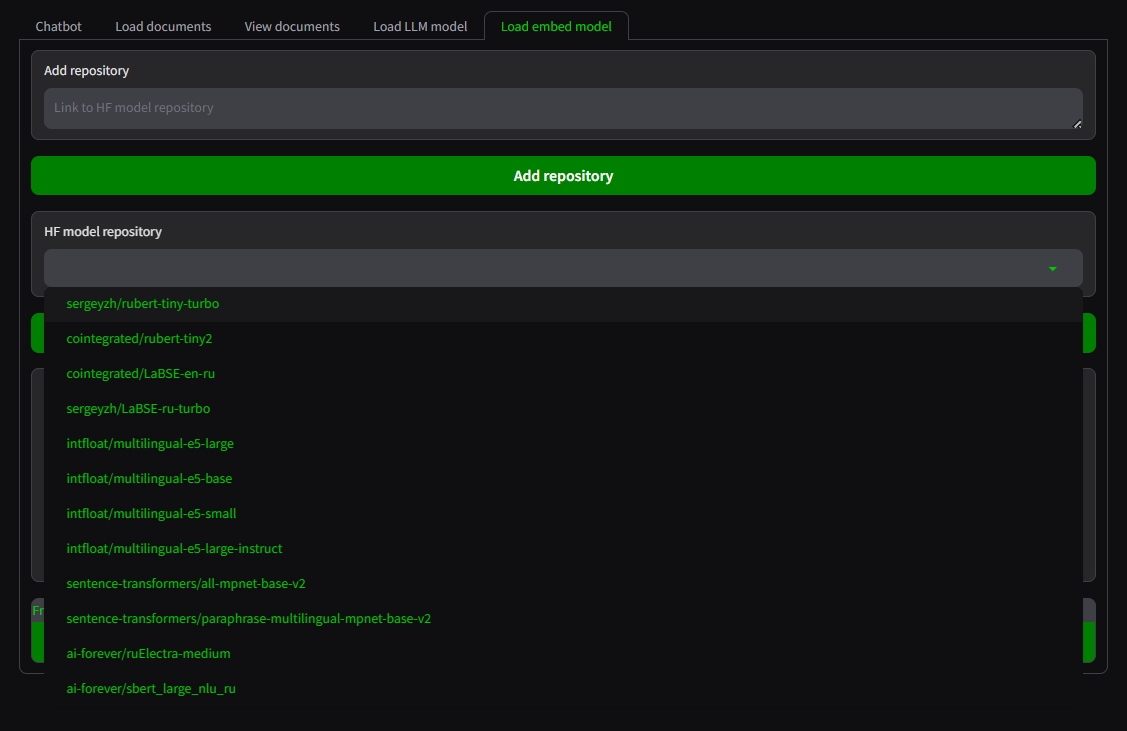 Chatbot Load documents View documents Load LLM model Load embed model
Add repository
Link to HF model repository
Add repository
HF model repository
sergeyzh/rubert-tiny-turbo
cointegrated/rubert-tiny2
cointegrated/LaBSE-en-ru
sergeyzh/LaBSE-ru-turbo
intfloat/multilingual-e5-large
intfloat/multilingual-e5-base
intfloat/multilingual-e5-small
intfloat/multilingual-e5-large-instruct
sentence-transformers/all-mpnet-base-v2
sentence-transformers/paraphrase-multilingual-mpnet-base-v2
ai-forever/ruElectra-medium
ai-forever/sbert_large_nlu_ru